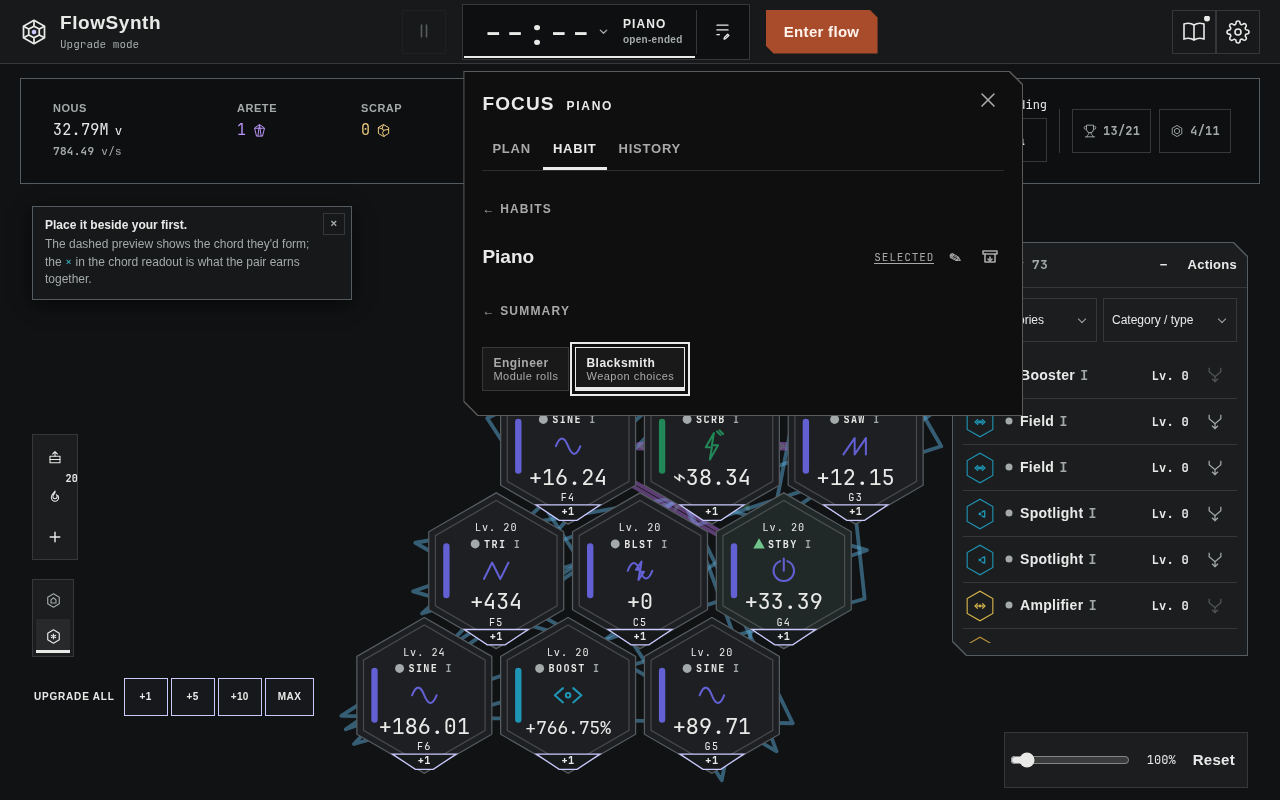 FlowSynth
Upgrade mode
--:--
PIANO
open-ended
Enter flow
NOUS
32.79M v
784.49 v/s
ARETE
1
SCRAP
0
13/21
4/11
Place it beside your first.
The dashed preview shows the chord they'd form;
the × in the chord readout is what the pair earns
together.
×
FOCUS PIANO
PLAN
HABIT
HISTORY
← HABITS
Piano
SELECTED
← SUMMARY
Engineer
Module rolls
Blacksmith
Weapon choices
73
– Actions
Category / type
Booster I Lv. 0
Field I Lv. 0
Field I Lv. 0
Spotlight I Lv. 0
Spotlight I Lv. 0
Amplifier I Lv. 0
20
+
UPGRADE ALL
+1
+5
+10
MAX
SINE I
+16.24
F4
+1
SCRB I
38.34
+1
SAW I
+12.15
G3
+1
Lv. 20
TRI I
+434
F5
+1
Lv. 20
BLST I
+0
C5
+1
Lv. 20
STBY I
+33.39
G4
+1
Lv. 24
SINE I
+186.01
F6
+1
Lv. 20
BOOST I
+766.75%
+1
Lv. 20
SINE I
+89.71
G5
+1
100%
Reset